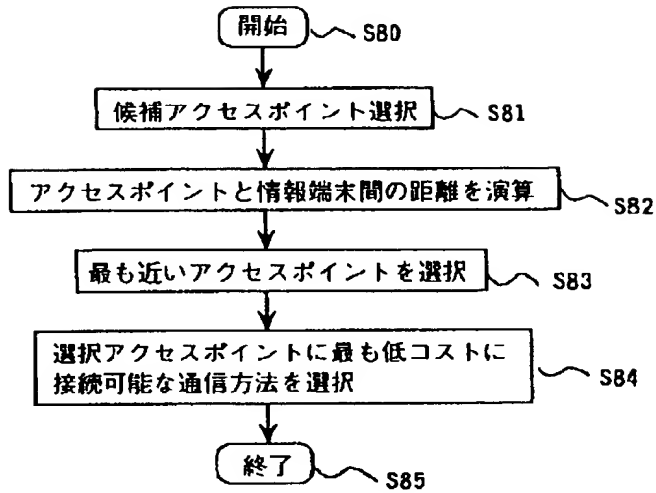 開始
S80
候補アクセスポイント選択
S81
アクセスポイントと情報端末間の距離を演算
S82
最も近いアクセスポイントを選択
S83
選択アクセスポイントに最も低コストに
接続可能な通信方法を選択
S84
終了
S85